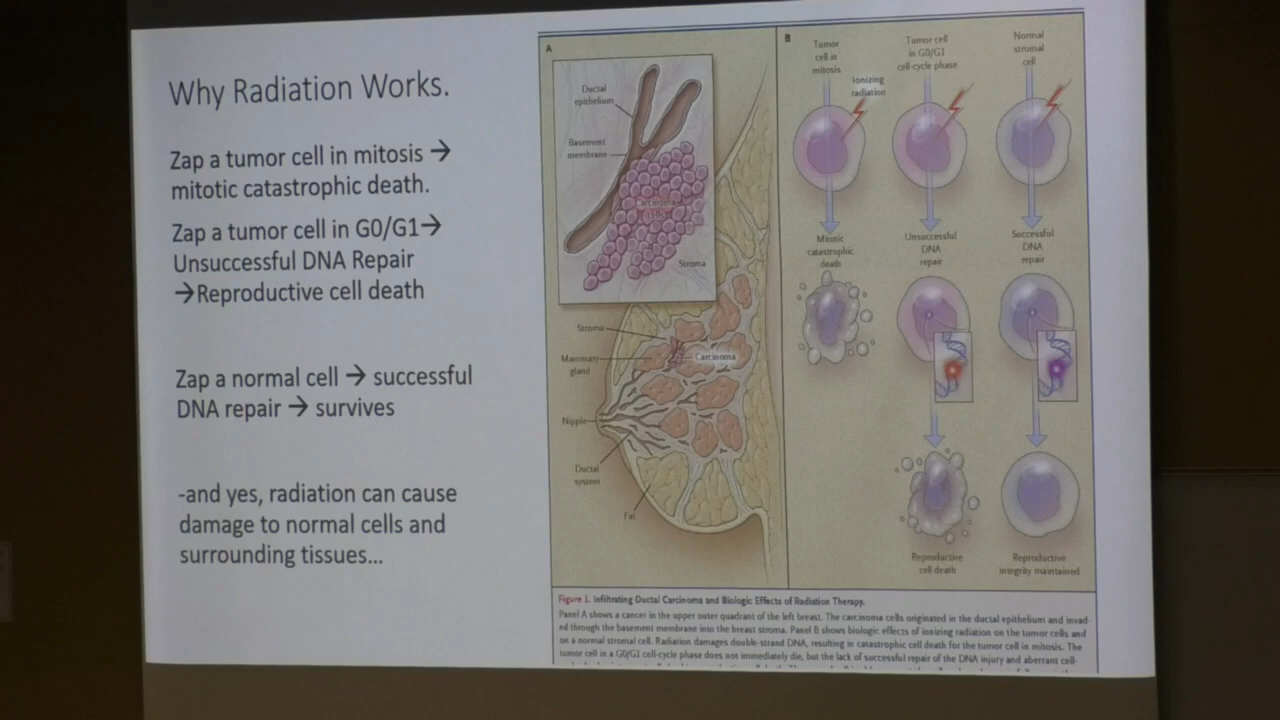 Why Radiation Works.
Zap a tumor cell in mitosis →
mitotic catastrophic death.
Zap a tumor cell in G0/G1→
Unsuccessful DNA Repair
→Reproductive cell death
Zap a normal cell → successful
DNA repair → survives
-and yes, radiation can cause
damage to normal cells and
surrounding tissues...
A
Ductal
epithelium
Basement
membrane
Carcinoma
cells
Stroma
Stroma
Mammary
gland
Carcinoma
Nipple
Ductal
system
Fat
B
Tumor
cell in
mitosis
Tumor cell
in G0/G1
cell-cycle phase
Normal
stromal
cell
Ionizing
radiation
Mitotic
catastrophic
death
Unsuccessful
DNA
repair
Successful
DNA
repair
Reproductive
cell death
Reproductive
integrity maintained
Figure 1. Infiltrating Ductal Carcinoma and Biologic Effects of Radiation Therapy.
Panel A shows a cancer in the upper outer quadrant of the left breast. The carcinoma cells originated in the ductal epithelium and invad-
ed through the basement membrane into the breast stroma. Panel B shows biologic effects of ionizing radiation on the tumor cells and
on a normal stromal cell. Radiation damages double-strand DNA, resulting in catastrophic cell death for the tumor cell in mitosis. The
tumor cell in a G0/G1 cell-cycle phase does not immediately die, but the lack of successful repair of the DNA injury and aberrant cell-